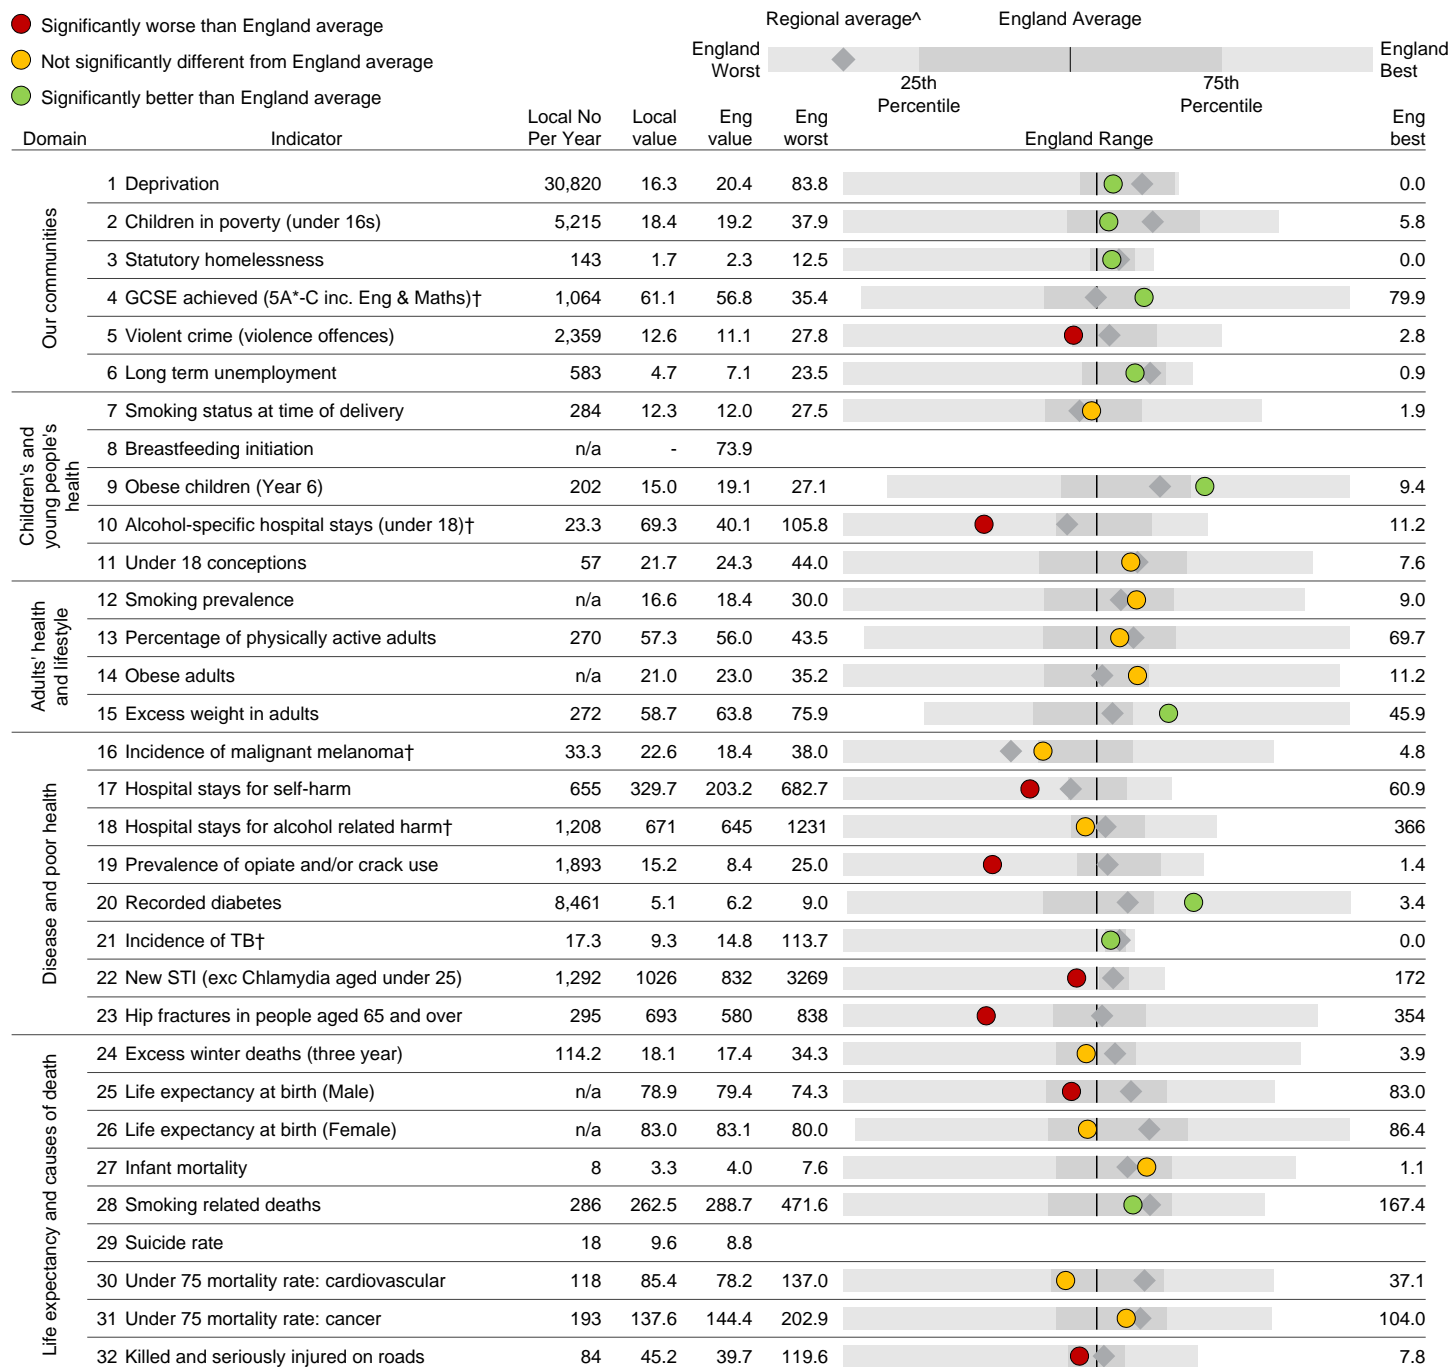 Significantly worse than England average
Not significantly different from England average
Significantly better than England average
Regional average^ England Average
England Worst England Best
25th Percentile 75th Percentile
Domain Indicator Local No Per Year Local value Eng value Eng worst England Range Eng best
Our communities
1 Deprivation 30,820 16.3 20.4 83.8 0.0
2 Children in poverty (under 16s) 5,215 18.4 19.2 37.9 5.8
3 Statutory homelessness 143 1.7 2.3 12.5 0.0
4 GCSE achieved (5A*-C inc. Eng & Maths)† 1,064 61.1 56.8 35.4 79.9
5 Violent crime (violence offences) 2,359 12.6 11.1 27.8 2.8
6 Long term unemployment 583 4.7 7.1 23.5 0.9
Children's and young people's health
7 Smoking status at time of delivery 284 12.3 12.0 27.5 1.9
8 Breastfeeding initiation n/a - 73.9
9 Obese children (Year 6) 202 15.0 19.1 27.1 9.4
10 Alcohol-specific hospital stays (under 18)† 23.3 69.3 40.1 105.8 11.2
11 Under 18 conceptions 57 21.7 24.3 44.0 7.6
Adults' health and lifestyle
12 Smoking prevalence n/a 16.6 18.4 30.0 9.0
13 Percentage of physically active adults 270 57.3 56.0 43.5 69.7
14 Obese adults n/a 21.0 23.0 35.2 11.2
15 Excess weight in adults 272 58.7 63.8 75.9 45.9
Disease and poor health
16 Incidence of malignant melanoma† 33.3 22.6 18.4 38.0 4.8
17 Hospital stays for self-harm 655 329.7 203.2 682.7 60.9
18 Hospital stays for alcohol related harm† 1,208 671 645 1231 366
19 Prevalence of opiate and/or crack use 1,893 15.2 8.4 25.0 1.4
20 Recorded diabetes 8,461 5.1 6.2 9.0 3.4
21 Incidence of TB† 17.3 9.3 14.8 113.7 0.0
22 New STI (exc Chlamydia aged under 25) 1,292 1026 832 3269 172
23 Hip fractures in people aged 65 and over 295 693 580 838 354
Life expectancy and causes of death
24 Excess winter deaths (three year) 114.2 18.1 17.4 34.3 3.9
25 Life expectancy at birth (Male) n/a 78.9 79.4 74.3 83.0
26 Life expectancy at birth (Female) n/a 83.0 83.1 80.0 86.4
27 Infant mortality 8 3.3 4.0 7.6 1.1
28 Smoking related deaths 286 262.5 288.7 471.6 167.4
29 Suicide rate 18 9.6 8.8
30 Under 75 mortality rate: cardiovascular 118 85.4 78.2 137.0 37.1
31 Under 75 mortality rate: cancer 193 137.6 144.4 202.9 104.0
32 Killed and seriously injured on roads 84 45.2 39.7 119.6 7.8